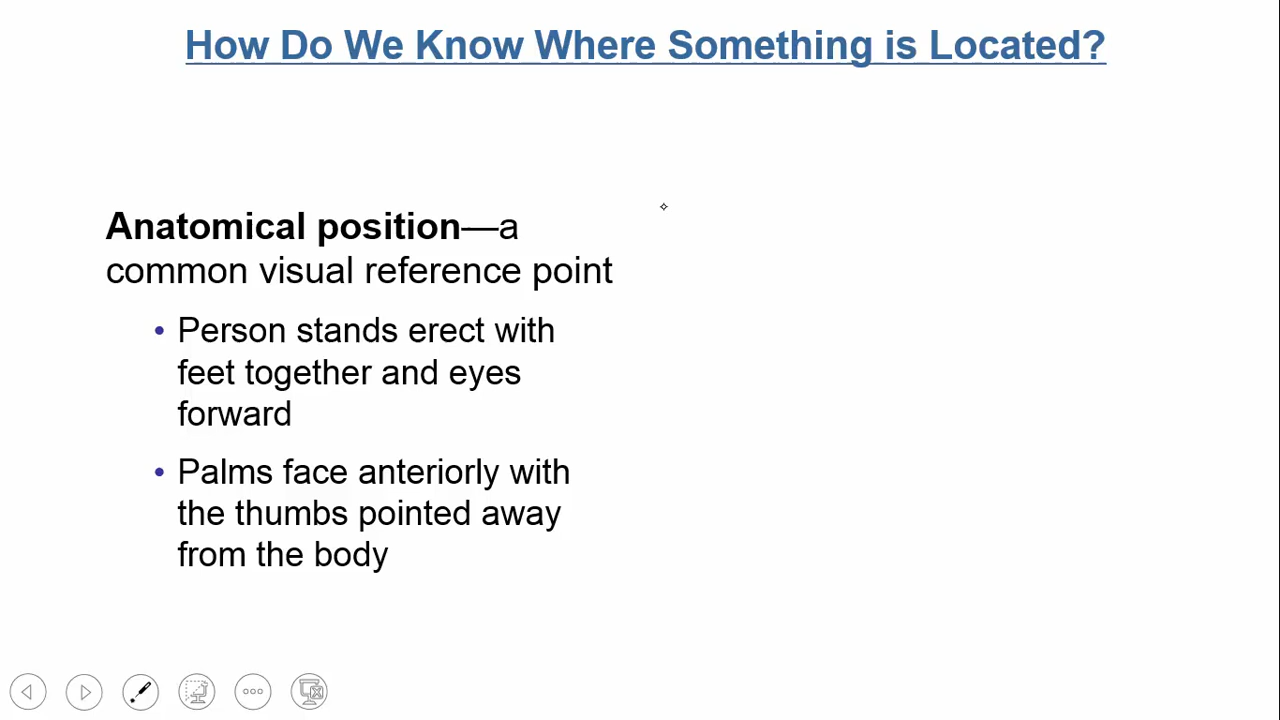 How Do We Know Where Something is Located?
Anatomical position—a
common visual reference point
• Person stands erect with
feet together and eyes
forward
• Palms face anteriorly with
the thumbs pointed away
from the body